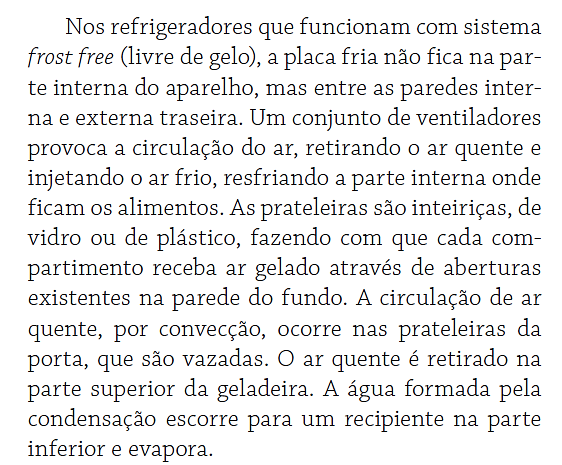 Nos refrigeradores que funcionam com sistema
frost free (livre de gelo), a placa fria não fica na par-
te interna do aparelho, mas entre as paredes inter-
na e externa traseira. Um conjunto de ventiladores
provoca a circulação do ar, retirando o ar quente e
injetando o ar frio, resfriando a parte interna onde
ficam os alimentos. As prateleiras são inteiriças, de
vidro ou de plástico, fazendo com que cada com-
partimento receba ar gelado através de aberturas
existentes na parede do fundo. A circulação de ar
quente, por convecção, ocorre nas prateleiras da
porta, que são vazadas. O ar quente é retirado na
parte superior da geladeira. A água formada pela
condensação escorre para um recipiente na parte
inferior e evapora.